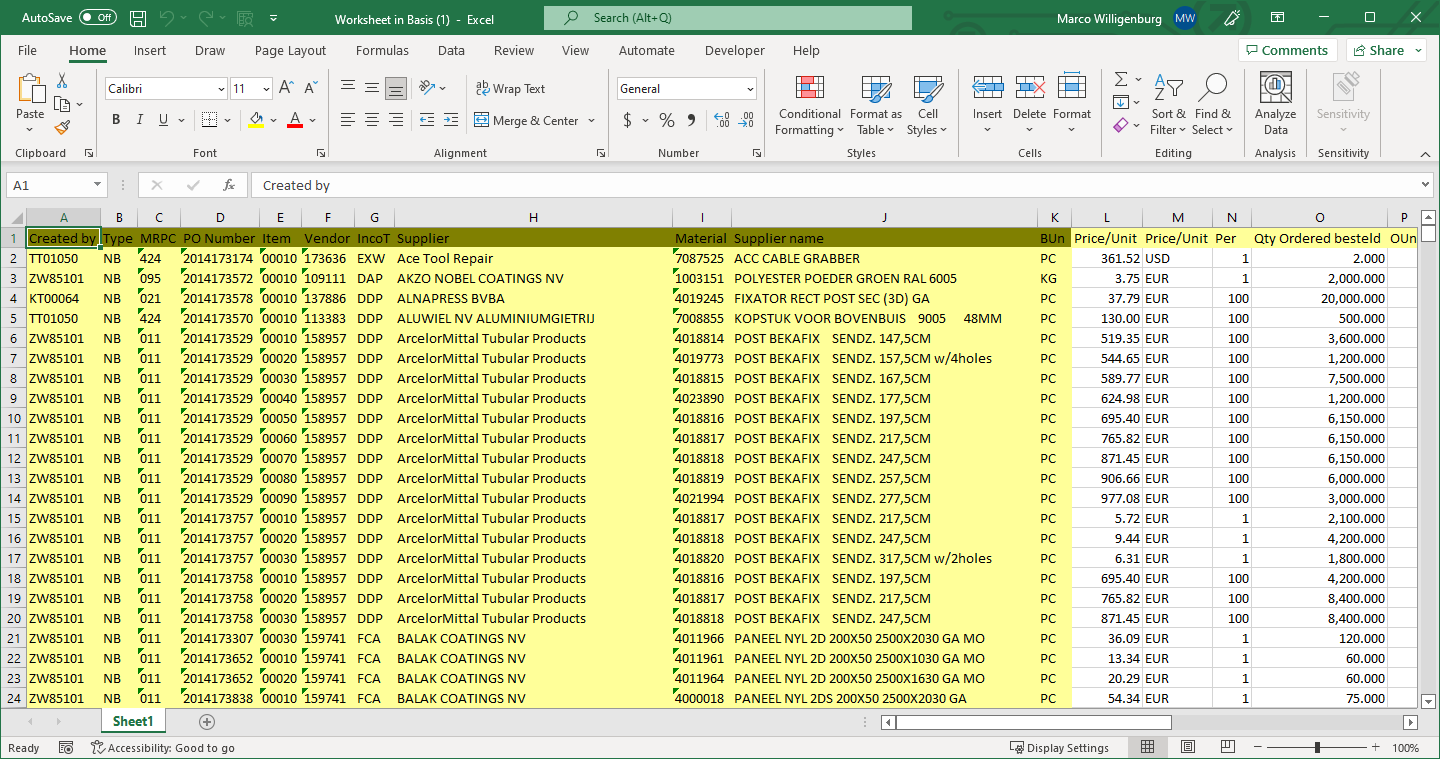 AutoSave Off Worksheet in Basis (1) - Excel Search (Alt+Q) Marco Willigenburg MW
File Home Insert Draw Page Layout Formulas Data Review View Automate Developer Help Comments Share
Paste Calibri 11 Wrap Text General Conditional Formatting Format as Table Cell Styles Insert Delete Format Sort & Filter Find & Select Analyze Data Sensitivity
B I U A Merge & Center $ %
Clipboard Font Alignment Number Styles Cells Editing Analysis Sensitivity
A1 fx Created by
A B C D E F G H I J K L M N O P
1 Created by Type MRPC PO Number Item Vendor IncoT Supplier Material Supplier name BUn Price/Unit Price/Unit Per Qty Ordered besteld OUn
2 TT01050 NB 424 2014173174 00010 173636 EXW Ace Tool Repair 7087525 ACC CABLE GRABBER PC 361.52 USD 1 2.000
3 ZW85101 NB 095 2014173572 00010 109111 DAP AKZO NOBEL COATINGS NV 1003151 POLYESTER POEDER GROEN RAL 6005 KG 3.75 EUR 1 2,000.000
4 KT00064 NB 021 2014173578 00010 137886 DDP ALNAPRESS BVBA 4019245 FIXATOR RECT POST SEC (3D) GA PC 37.79 EUR 100 20,000.000
5 TT01050 NB 424 2014173570 00010 113383 DDP ALUWIEL NV ALUMINIUMGIETRIJ 7008855 KOPSTUK VOOR BOVENBUIS 9005 48MM PC 130.00 EUR 100 500.000
6 ZW85101 NB 011 2014173529 00010 158957 DDP ArcelorMittal Tubular Products 4018814 POST BEKAFIX SENDZ. 147,5CM PC 519.35 EUR 100 3,600.000
7 ZW85101 NB 011 2014173529 00020 158957 DDP ArcelorMittal Tubular Products 4019773 POST BEKAFIX SENDZ. 157,5CM w/4holes PC 544.65 EUR 100 1,200.000
8 ZW85101 NB 011 2014173529 00030 158957 DDP ArcelorMittal Tubular Products 4018815 POST BEKAFIX SENDZ. 167,5CM PC 589.77 EUR 100 7,500.000
9 ZW85101 NB 011 2014173529 00040 158957 DDP ArcelorMittal Tubular Products 4023890 POST BEKAFIX SENDZ. 177,5CM PC 624.98 EUR 100 1,200.000
10 ZW85101 NB 011 2014173529 00050 158957 DDP ArcelorMittal Tubular Products 4018816 POST BEKAFIX SENDZ. 197,5CM PC 695.40 EUR 100 6,150.000
11 ZW85101 NB 011 2014173529 00060 158957 DDP ArcelorMittal Tubular Products 4018817 POST BEKAFIX SENDZ. 217,5CM PC 765.82 EUR 100 6,150.000
12 ZW85101 NB 011 2014173529 00070 158957 DDP ArcelorMittal Tubular Products 4018818 POST BEKAFIX SENDZ. 247,5CM PC 871.45 EUR 100 6,150.000
13 ZW85101 NB 011 2014173529 00080 158957 DDP ArcelorMittal Tubular Products 4018819 POST BEKAFIX SENDZ. 257,5CM PC 906.66 EUR 100 6,000.000
14 ZW85101 NB 011 2014173529 00090 158957 DDP ArcelorMittal Tubular Products 4021994 POST BEKAFIX SENDZ. 277,5CM PC 977.08 EUR 100 3,000.000
15 ZW85101 NB 011 2014173757 00010 158957 DDP ArcelorMittal Tubular Products 4018817 POST BEKAFIX SENDZ. 217,5CM PC 5.72 EUR 1 2,100.000
16 ZW85101 NB 011 2014173757 00020 158957 DDP ArcelorMittal Tubular Products 4018818 POST BEKAFIX SENDZ. 247,5CM PC 9.44 EUR 1 4,200.000
17 ZW85101 NB 011 2014173757 00030 158957 DDP ArcelorMittal Tubular Products 4018820 POST BEKAFIX SENDZ. 317,5CM w/2holes PC 6.31 EUR 1 1,800.000
18 ZW85101 NB 011 2014173758 00010 158957 DDP ArcelorMittal Tubular Products 4018816 POST BEKAFIX SENDZ. 197,5CM PC 695.40 EUR 100 4,200.000
19 ZW85101 NB 011 2014173758 00020 158957 DDP ArcelorMittal Tubular Products 4018817 POST BEKAFIX SENDZ. 217,5CM PC 765.82 EUR 100 8,400.000
20 ZW85101 NB 011 2014173758 00030 158957 DDP ArcelorMittal Tubular Products 4018818 POST BEKAFIX SENDZ. 247,5CM PC 871.45 EUR 100 8,400.000
21 ZW85101 NB 011 2014173307 00030 159741 FCA BALAK COATINGS NV 4011966 PANEEL NYL 2D 200X50 2500X2030 GA MO PC 36.09 EUR 1 120.000
22 ZW85101 NB 011 2014173652 00010 159741 FCA BALAK COATINGS NV 4011961 PANEEL NYL 2D 200X50 2500X1030 GA MO PC 13.34 EUR 1 60.000
23 ZW85101 NB 011 2014173652 00020 159741 FCA BALAK COATINGS NV 4011964 PANEEL NYL 2D 200X50 2500X1630 GA MO PC 20.29 EUR 1 60.000
24 ZW85101 NB 011 2014173838 00010 159741 FCA BALAK COATINGS NV 4000018 PANEEL NYL 2DS 200X50 2500X2030 GA PC 54.34 EUR 1 75.000
Sheet1
Ready Accessibility: Good to go Display Settings 100%